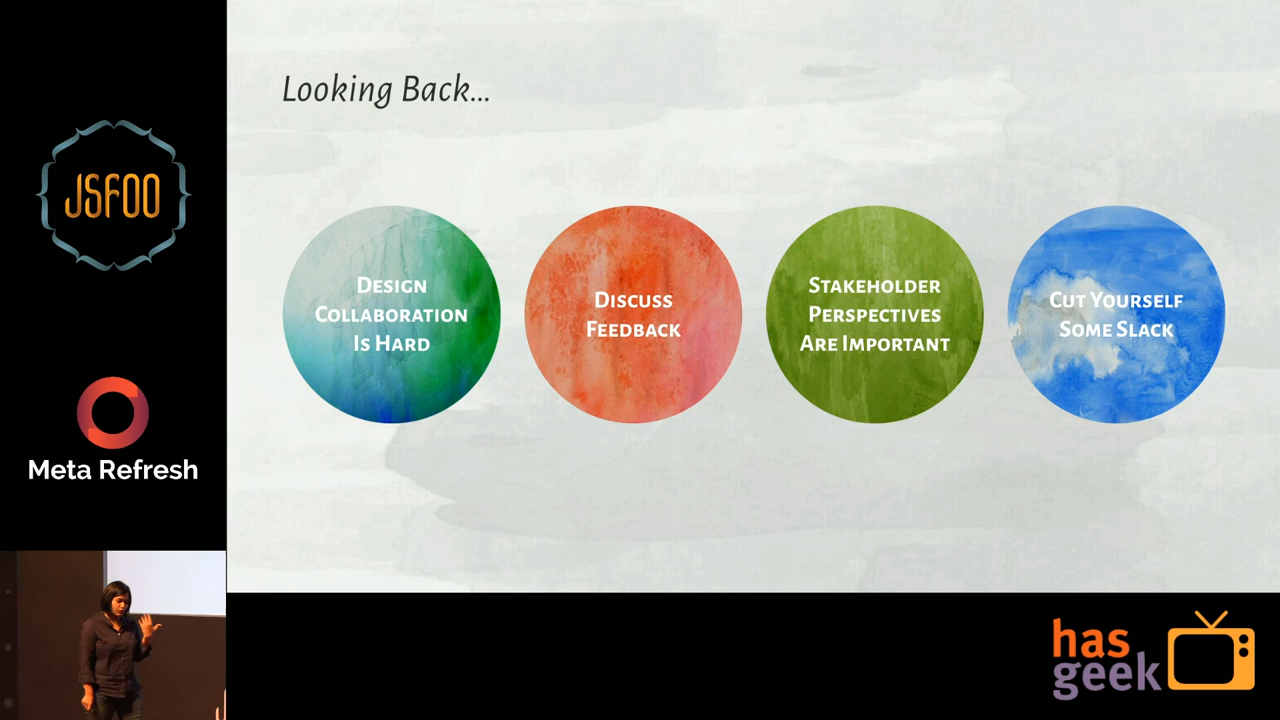 Looking Back...
JSFOO
Design
Collaboration
Is Hard
Discuss
Feedback
Stakeholder
Perspectives
Are Important
Cut Yourself
Some Slack
Meta Refresh
has
geek